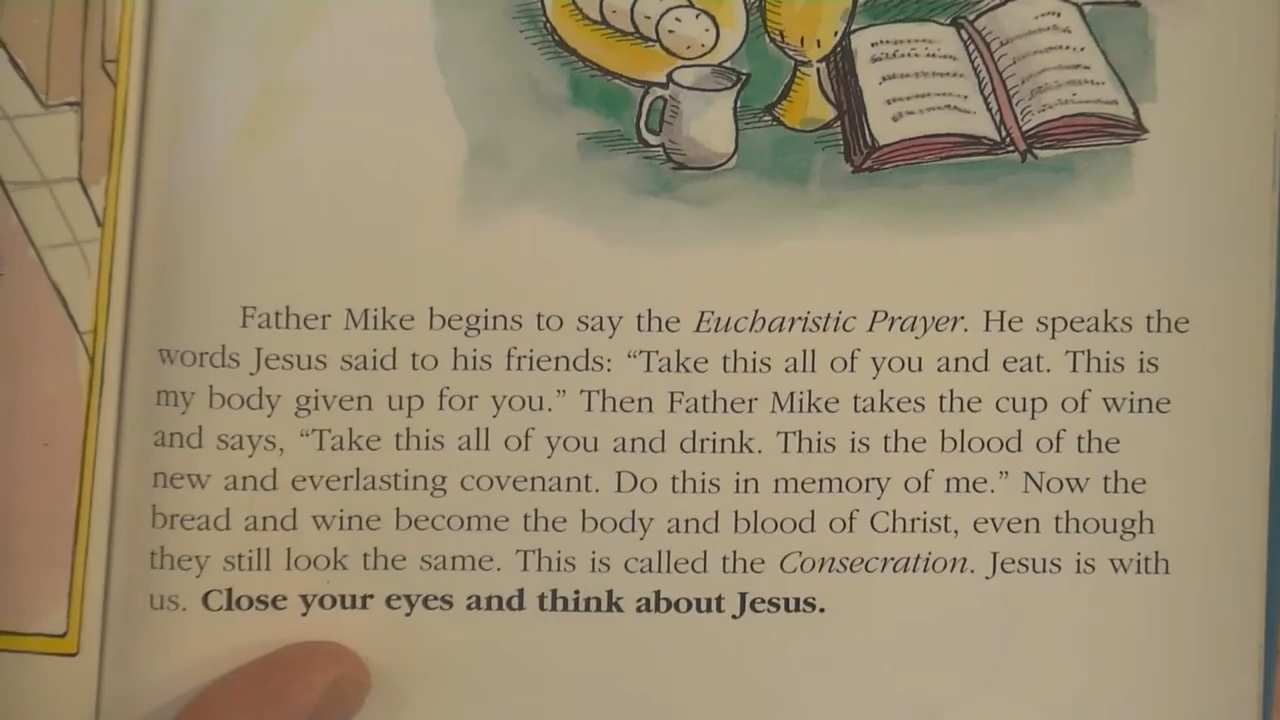 Father Mike begins to say the Eucharistic Prayer. He speaks the
words Jesus said to his friends: “Take this all of you and eat. This is
my body given up for you.” Then Father Mike takes the cup of wine
and says, “Take this all of you and drink. This is the blood of the
new and everlasting covenant. Do this in memory of me.” Now the
bread and wine become the body and blood of Christ, even though
they still look the same. This is called the Consecration. Jesus is with
us. Close your eyes and think about Jesus.